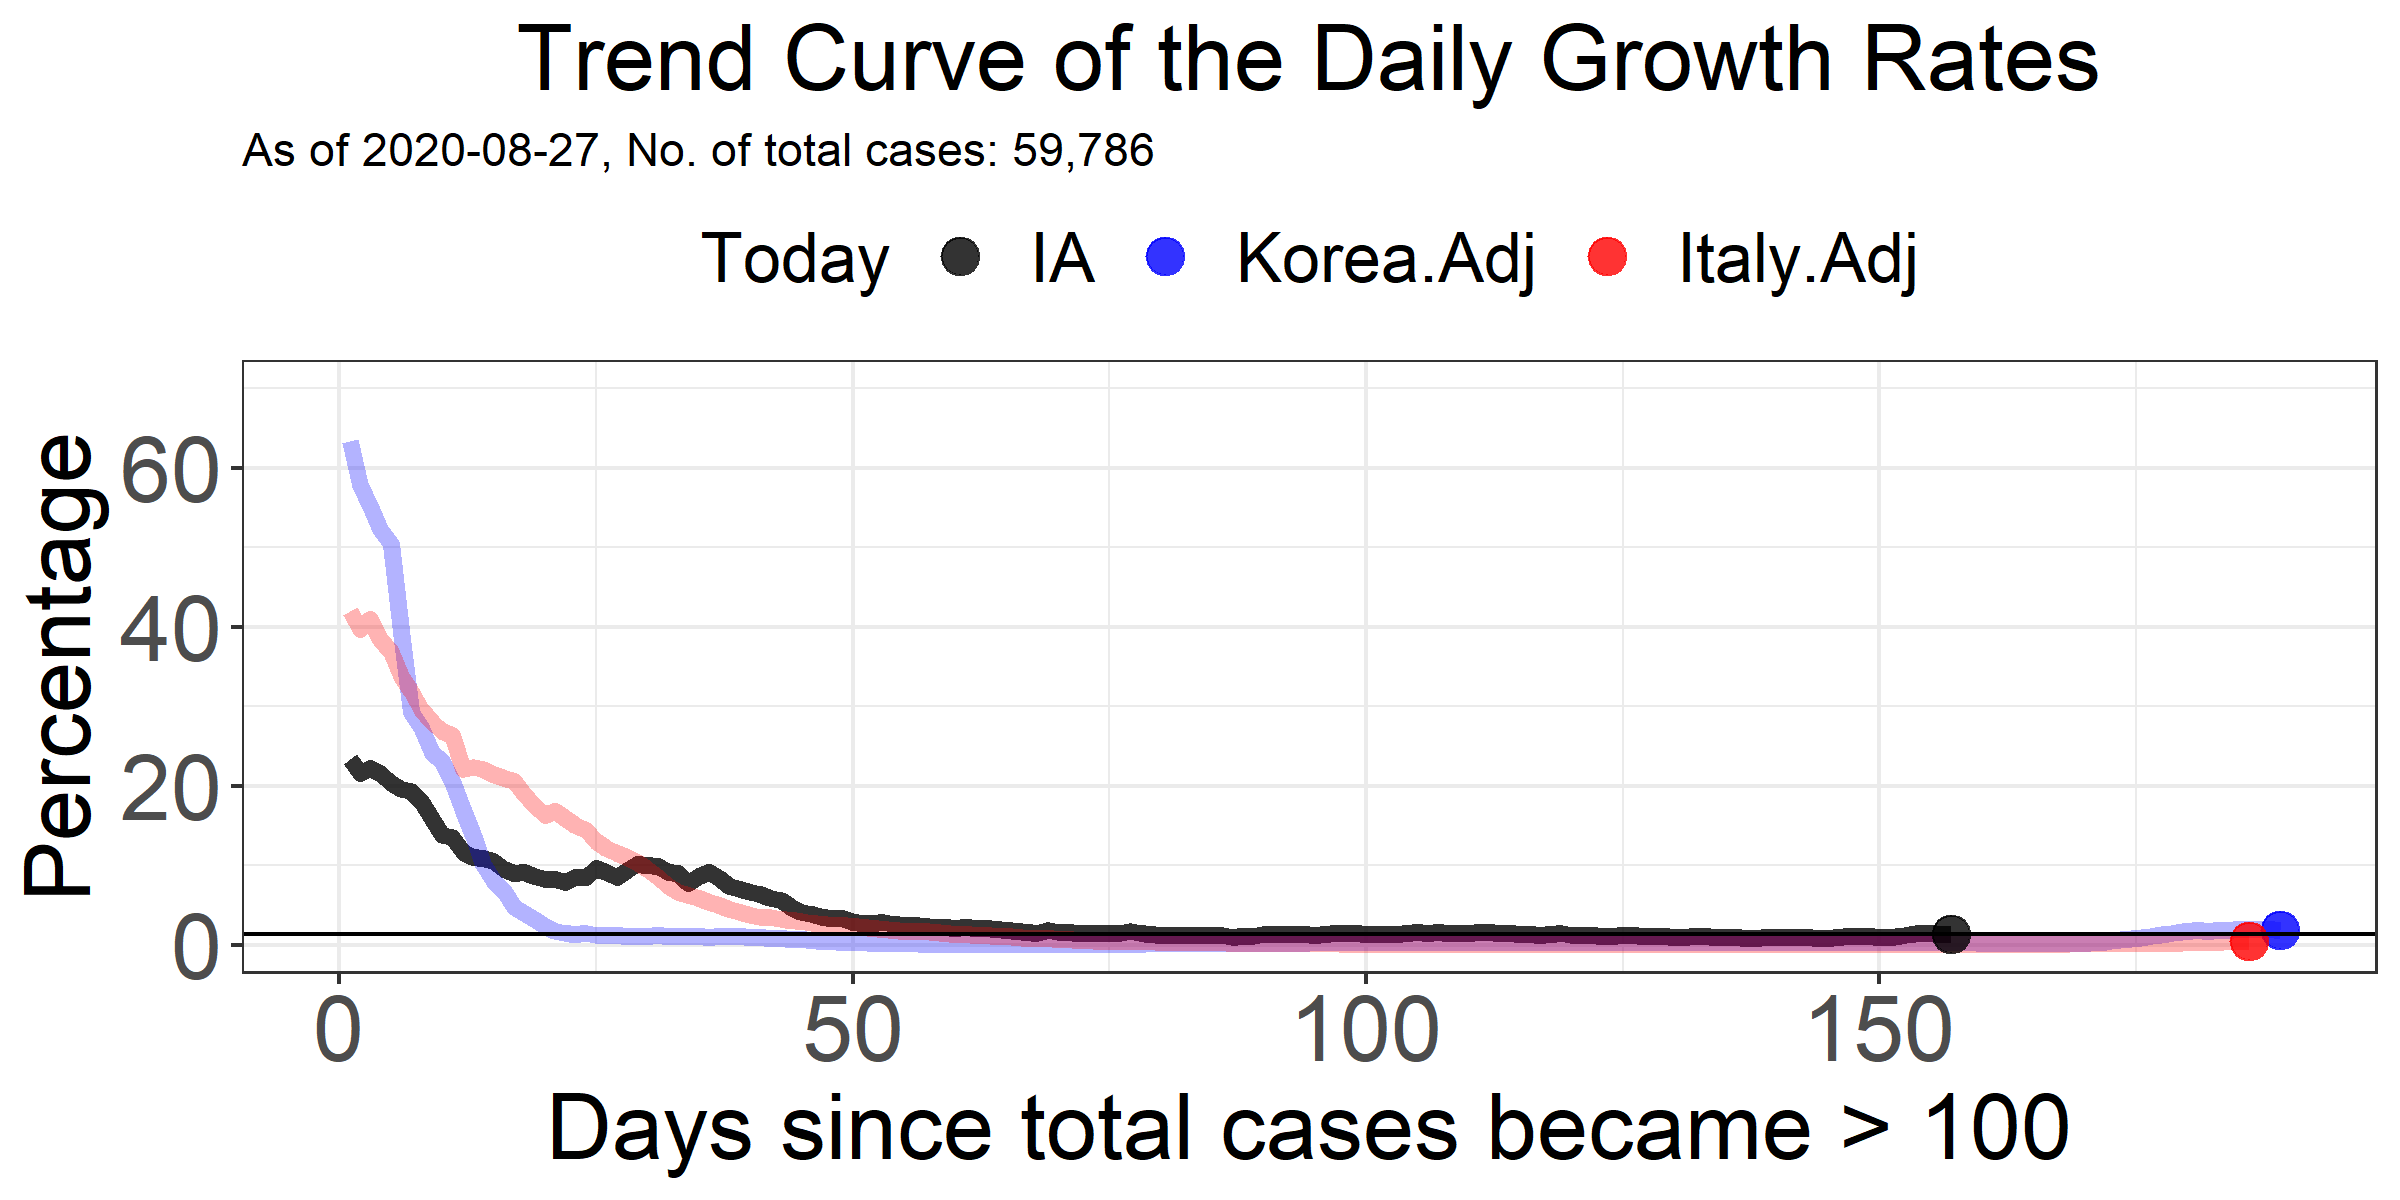 Trend Curve of the Daily Growth Rates
As of 2020-08-27, No. of total cases: 59,786
Today IA Korea.Adj Italy.Adj
Percentage
60
40
20
0
0 50 100 150
Days since total cases became > 100